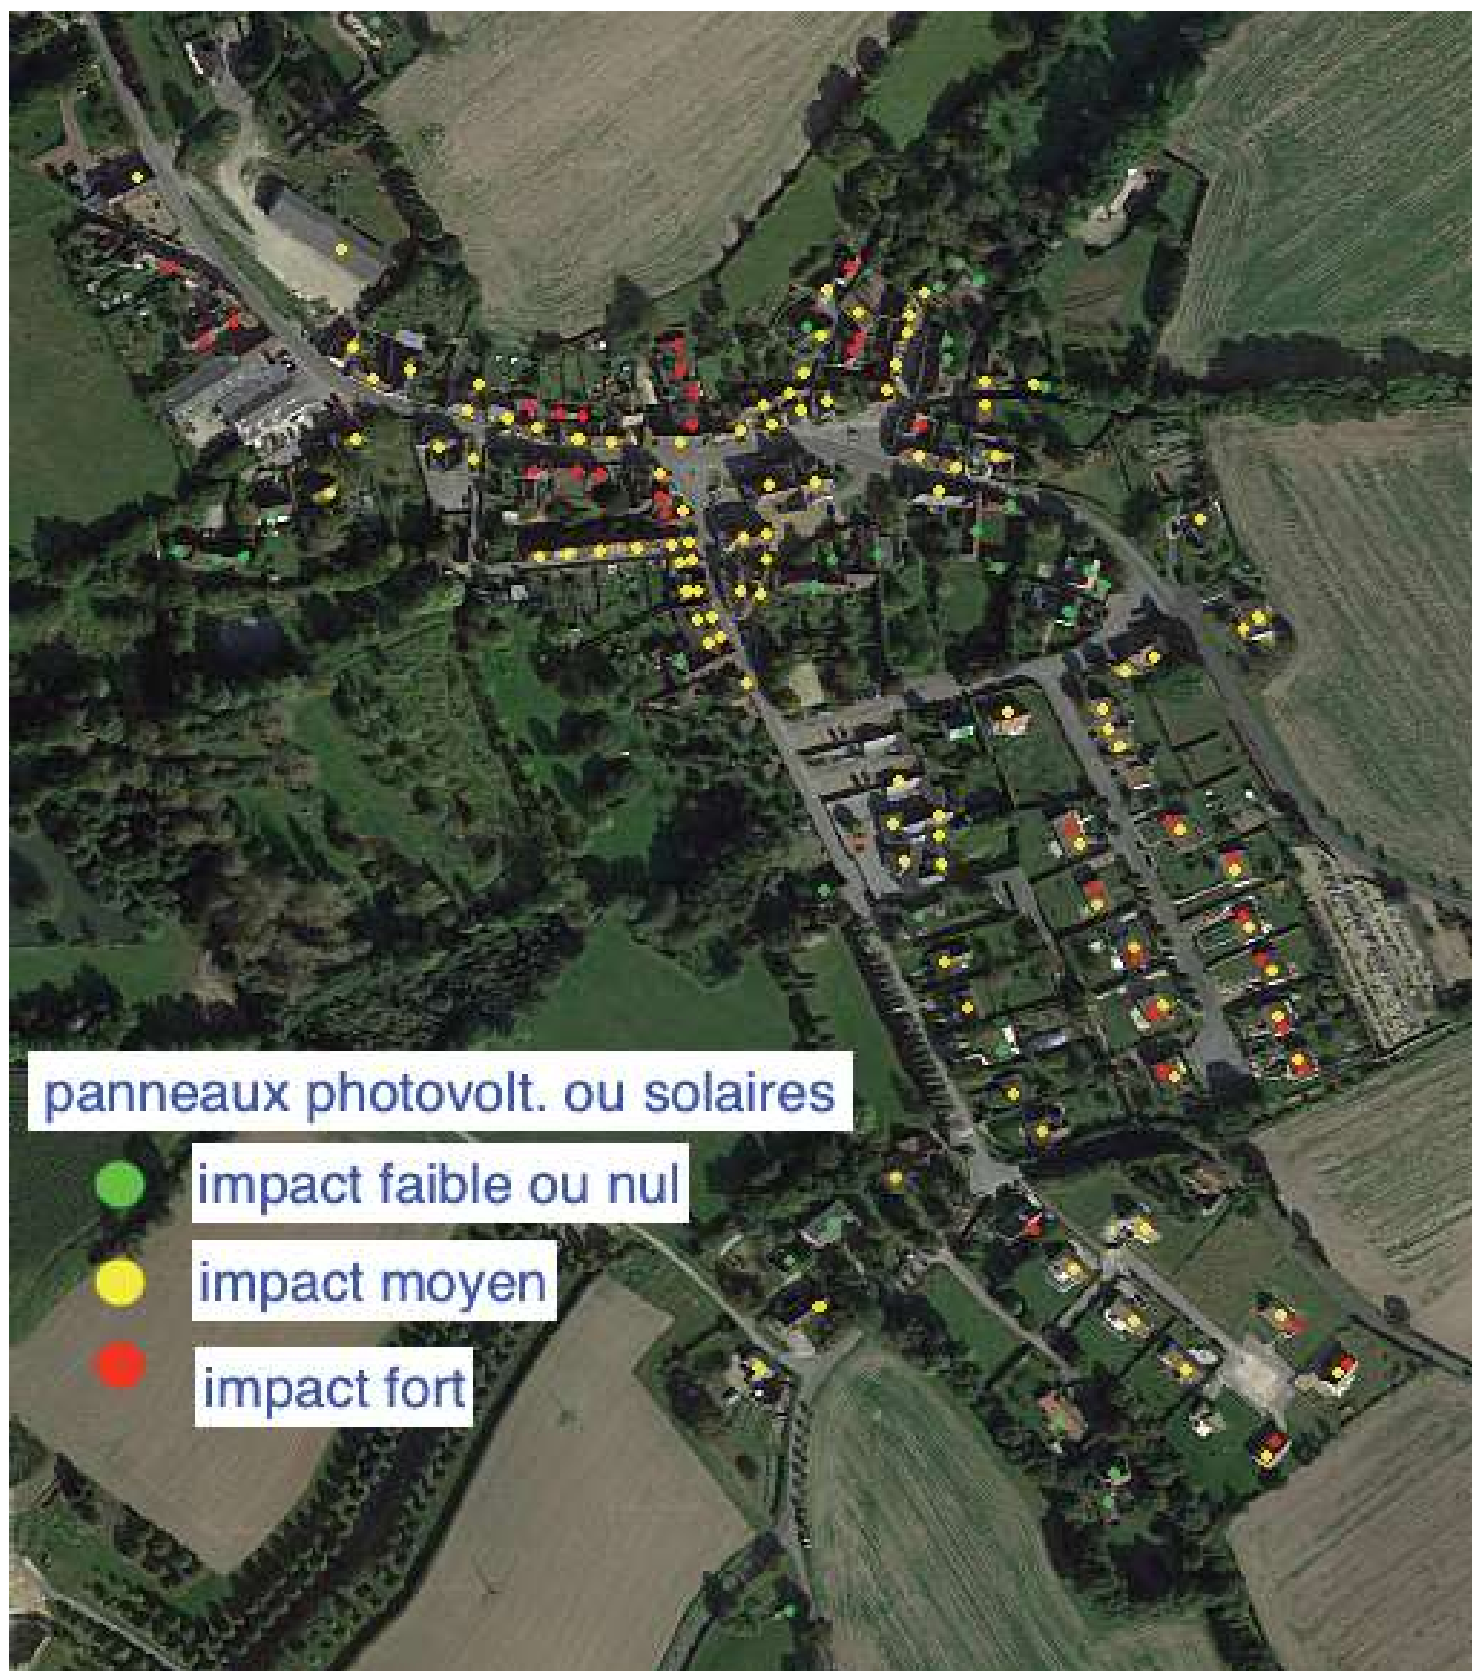 panneaux photovolt. ou solaires
impact faible ou nul
impact moyen
impact fort